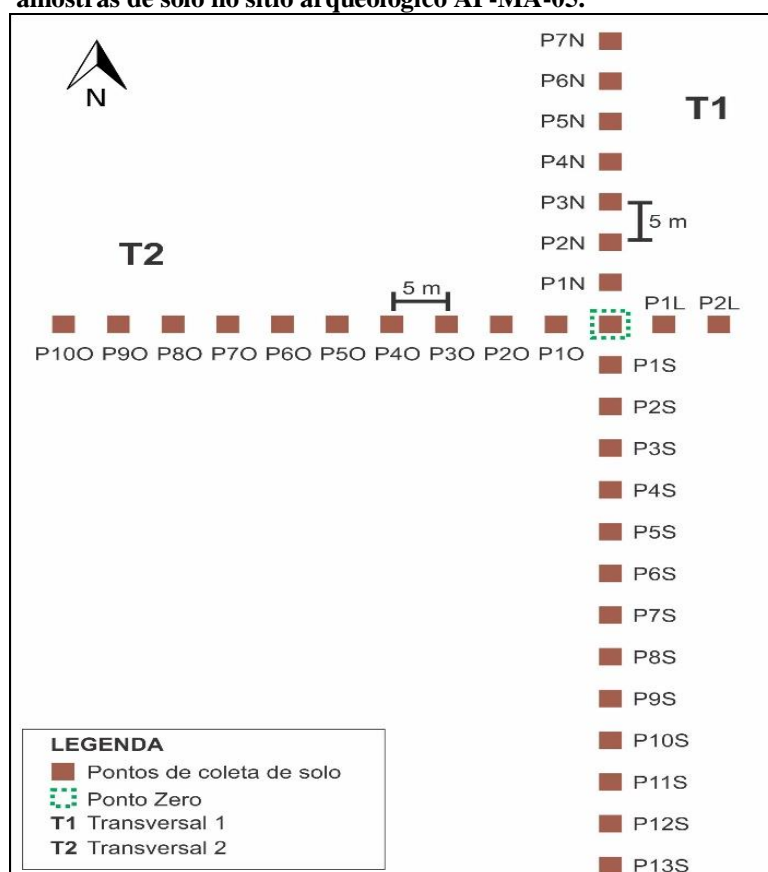 amostras de solo no sítio arqueológico AP-MA-05.
P7N
P6N
P5N
T1
P4N
P3N
5 m
P2N
T2
P1N
5 m
P1L P2L
P10O P9O P8O P7O P6O P5O P4O P3O P2O P1O
P1S
P2S
P3S
P4S
P5S
P6S
P7S
P8S
P9S
P10S
P11S
P12S
P13S
N
LEGENDA
Pontos de coleta de solo
Ponto Zero
T1 Transversal 1
T2 Transversal 2